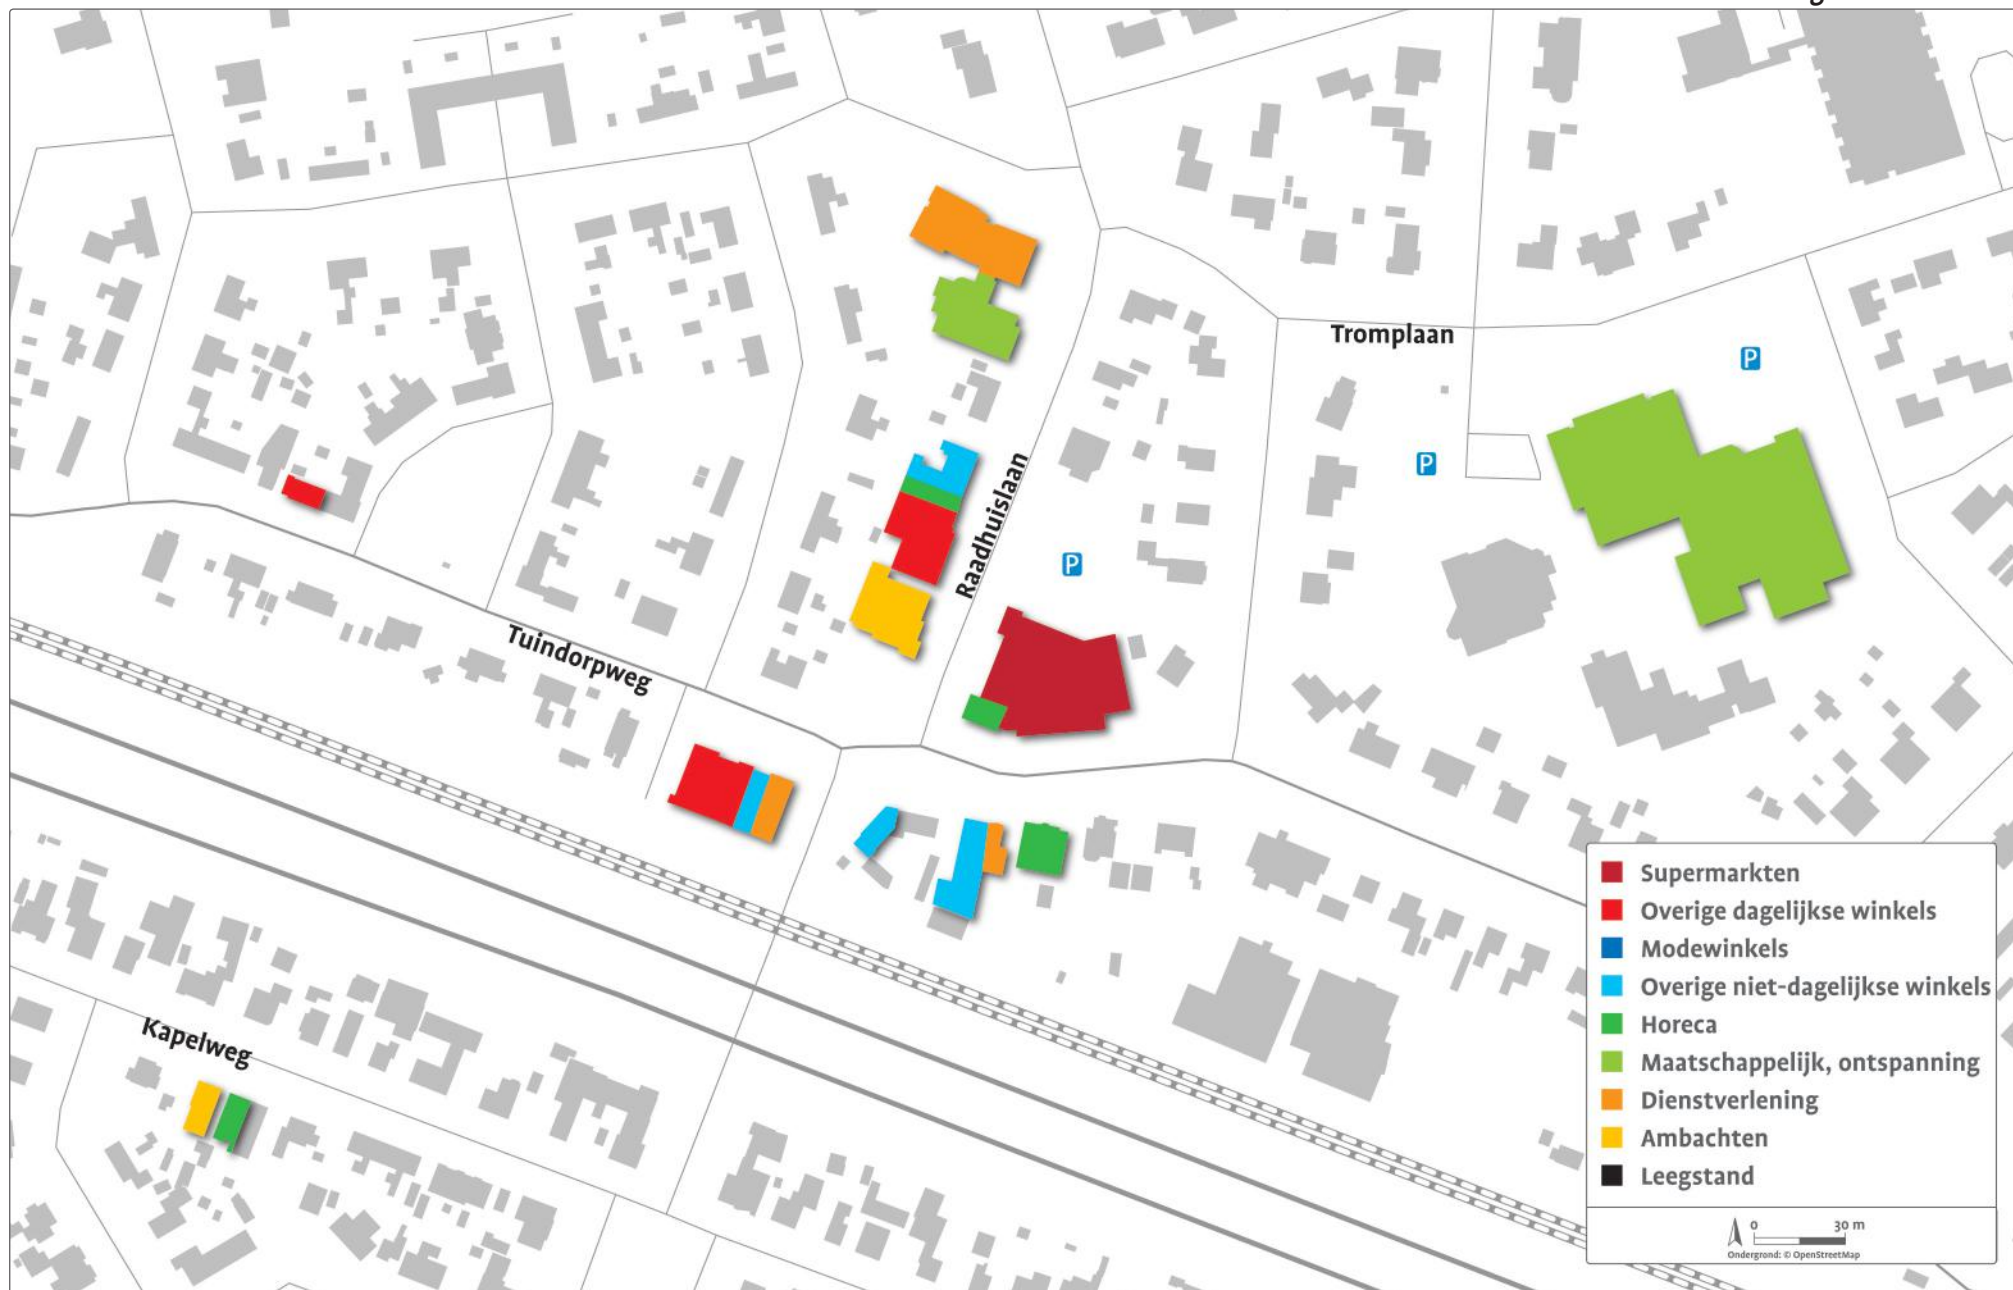 g
Tromplaan
P
P
Raadhuislaan
P
Tuindorpweg
Kapelweg
Supermarkten
Overige dagelijkse winkels
Modewinkels
Overige niet-dagelijkse winkels
Horeca
Maatschappelijk, ontspanning
Dienstverlening
Ambachten
Leegstand
0 30 m
Ondergrond: © OpenStreetMap